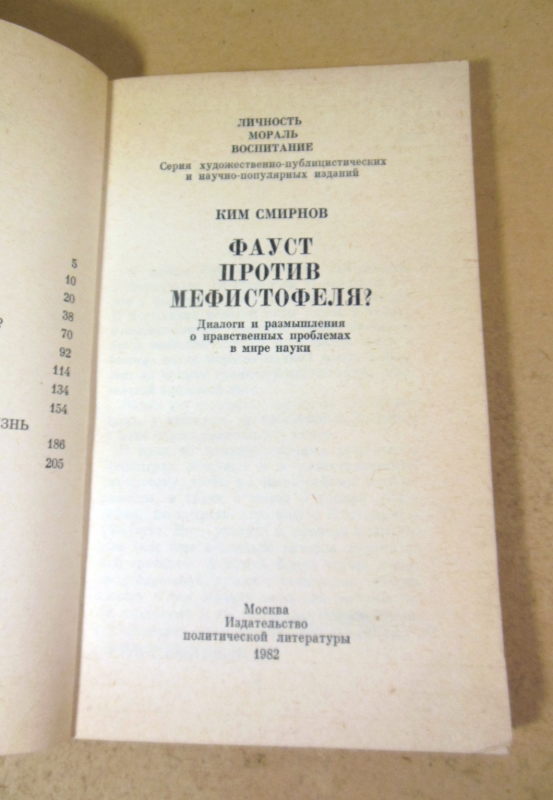 5
10
20
38
?
70
92
114
134
154
ЗНЬ
186
205
ЛИЧНОСТЬ
МОРАЛЬ
ВОСПИТАНИЕ
Серия художественно-публицистических
и научно-популярных изданий
КИМ СМИРНОВ
ФАУСТ
ПРОТИВ
МЕФИСТОФЕЛЯ?
Диалоги и размышления
о нравственных проблемах
в мире науки
Москва
Издательство
политической литературы
1982